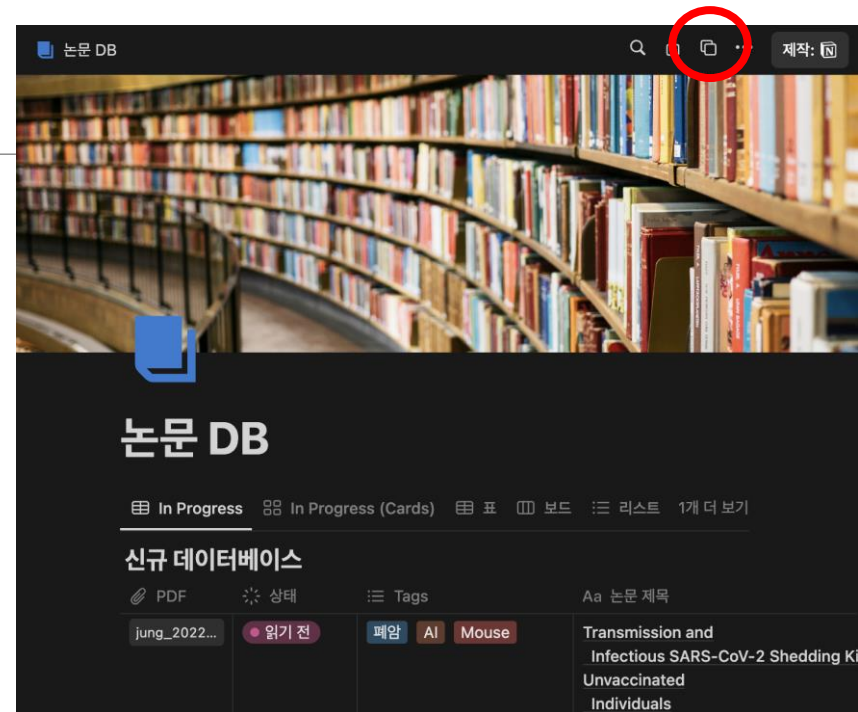 논문 DB
제작:
논문 DB
In Progress In Progress (Cards) 표 보드 리스트 1개 더 보기
신규 데이터베이스
PDF 상태 Tags Aa 논문 제목
jung_2022... 읽기 전 폐암 AI Mouse Transmission and
Infectious SARS-CoV-2 Shedding Ki
Unvaccinated
Individuals